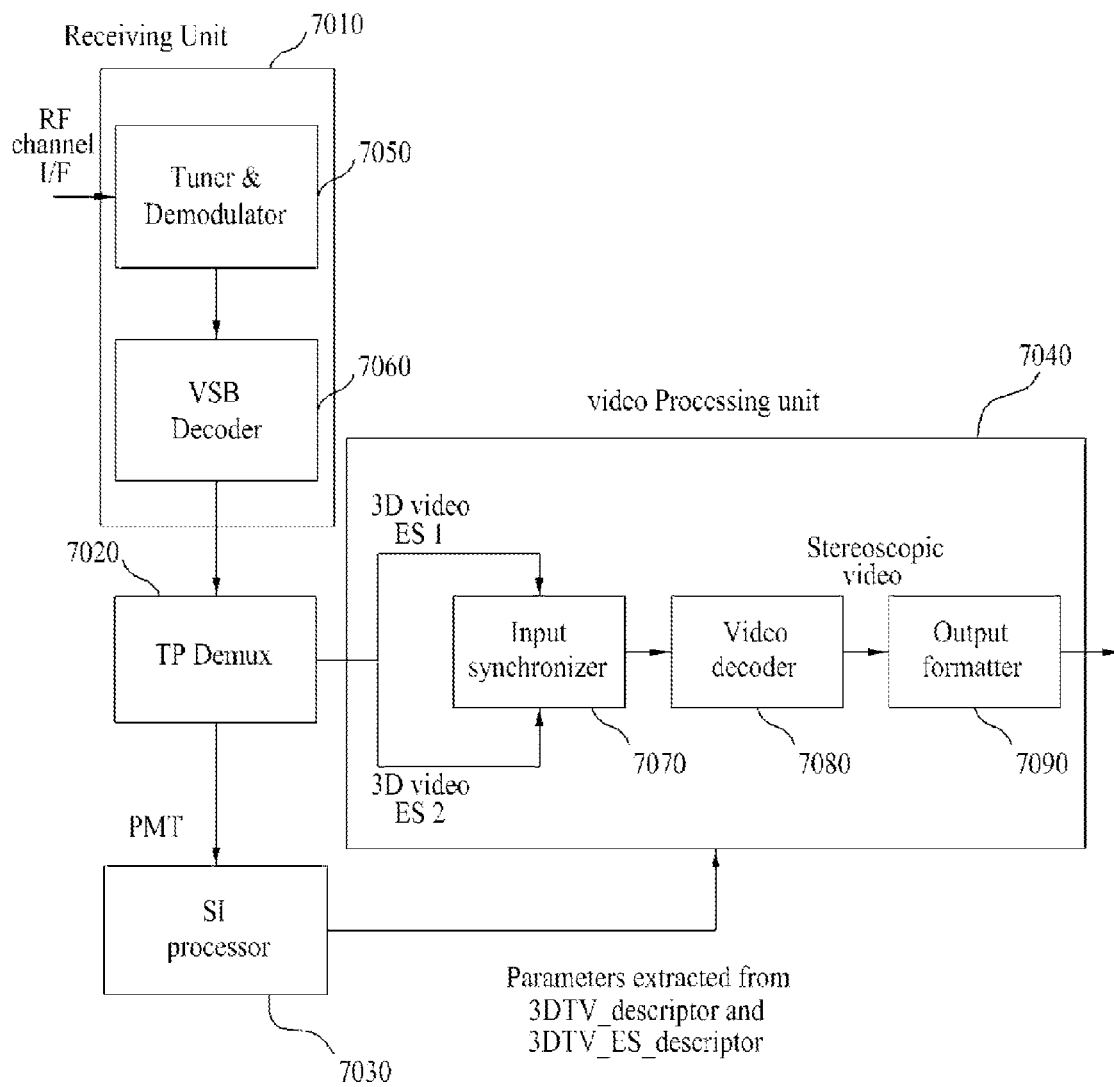 Receiving Unit
7010
RF
channel
I/F
Tuner &
Demodulator
7050
VSB
Decoder
7060
7020
TP Demux
PMT
SI
processor
7030
video Processing unit
7040
3D video
ES 1
3D video
ES 2
Input
synchronizer
7070
Video
decoder
7080
Stereoscopic
video
Output
formatter
7090
Parameters extracted from
3DTV_descriptor and
3DTV_ES_descriptor